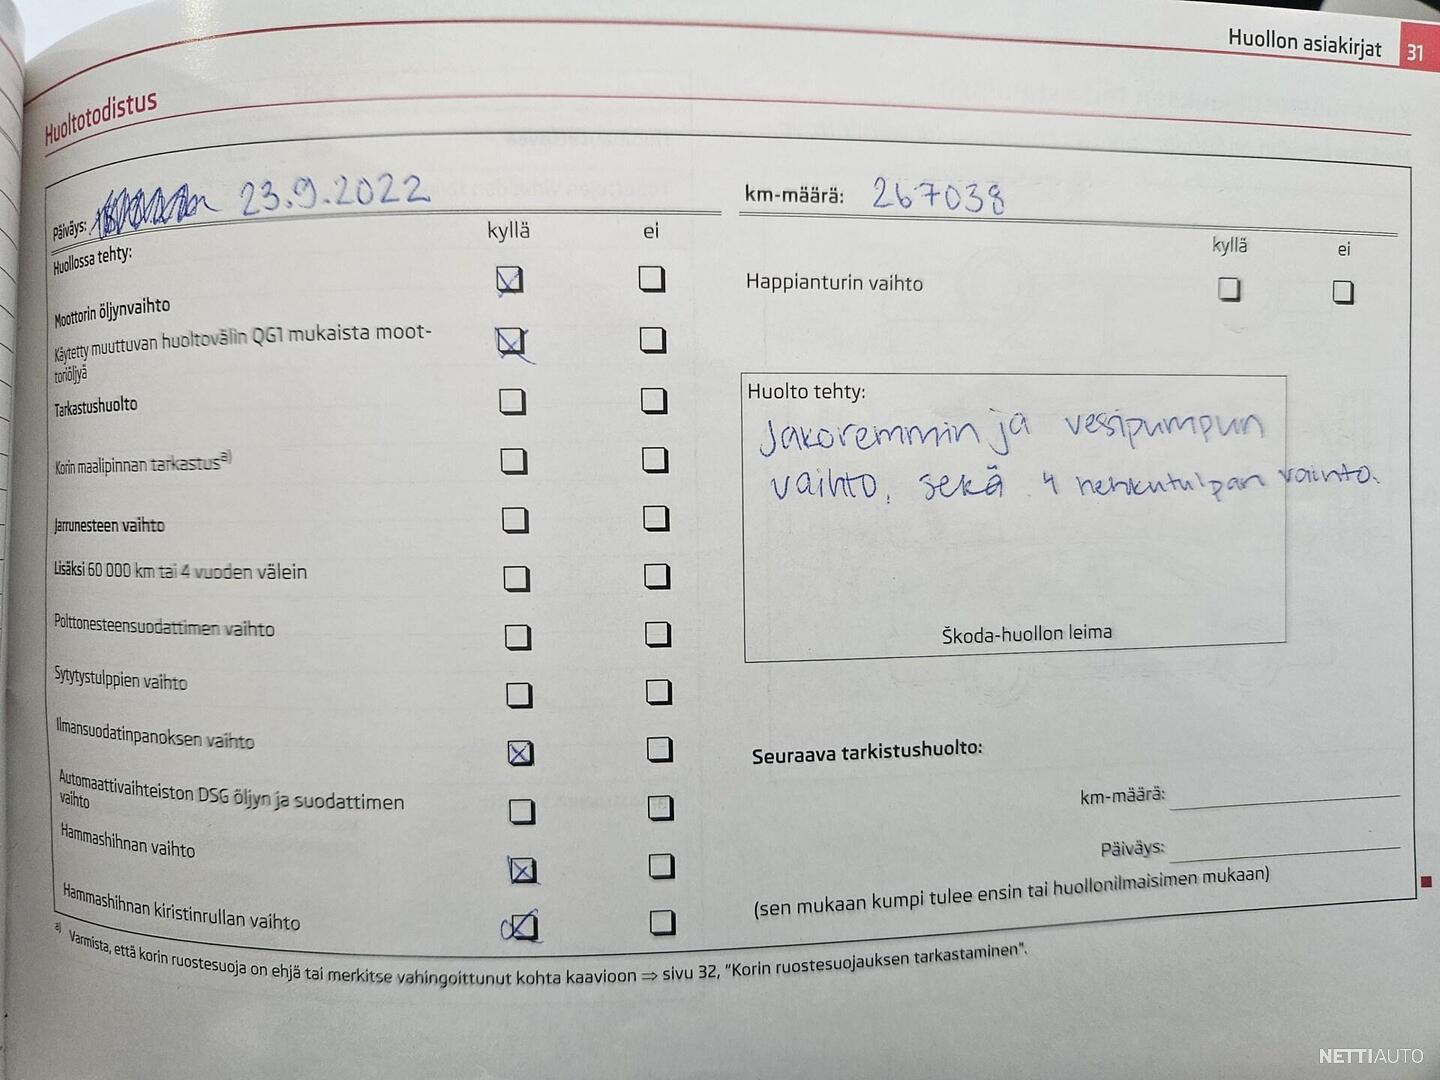 Huollon asiakirjat 31
Huoltotodistus
Päiväys: 23.9.2022
km-määrä: 267038
kyllä ei
kyllä ei
Huollossa tehty:
Happianturin vaihto
Moottorin öljynvaihto
Käytetty muuttuvan huoltovälin QG1 mukaista moot-
toriöljyä
Tarkastushuolto
Korin maalipinnan tarkastus a)
Jarrunesteen vaihto
Lisäksi 60 000 km tai 4 vuoden välein
Polttonesteensuodattimen vaihto
Sytytystulppien vaihto
Ilmansuodatinpanoksen vaihto
Automaattivaihteiston DSG öljyn ja suodattimen
vaihto
Hammashihnan vaihto
Hammashihnan kiristinrullan vaihto
Huolto tehty:
Jakoremmin ja vesipumpun
vaihto, sekä 4 hehkutulpan vaihto.
Škoda-huollon leima
Seuraava tarkistushuolto:
km-määrä:
Päiväys:
(sen mukaan kumpi tulee ensin tai huollonilmaisimen mukaan)
a) Varmista, että korin ruostesuoja on ehjä tai merkitse vahingoittunut kohta kaavioon ⇒ sivu 32, "Korin ruostesuojauksen tarkastaminen".
NETTIAUTO